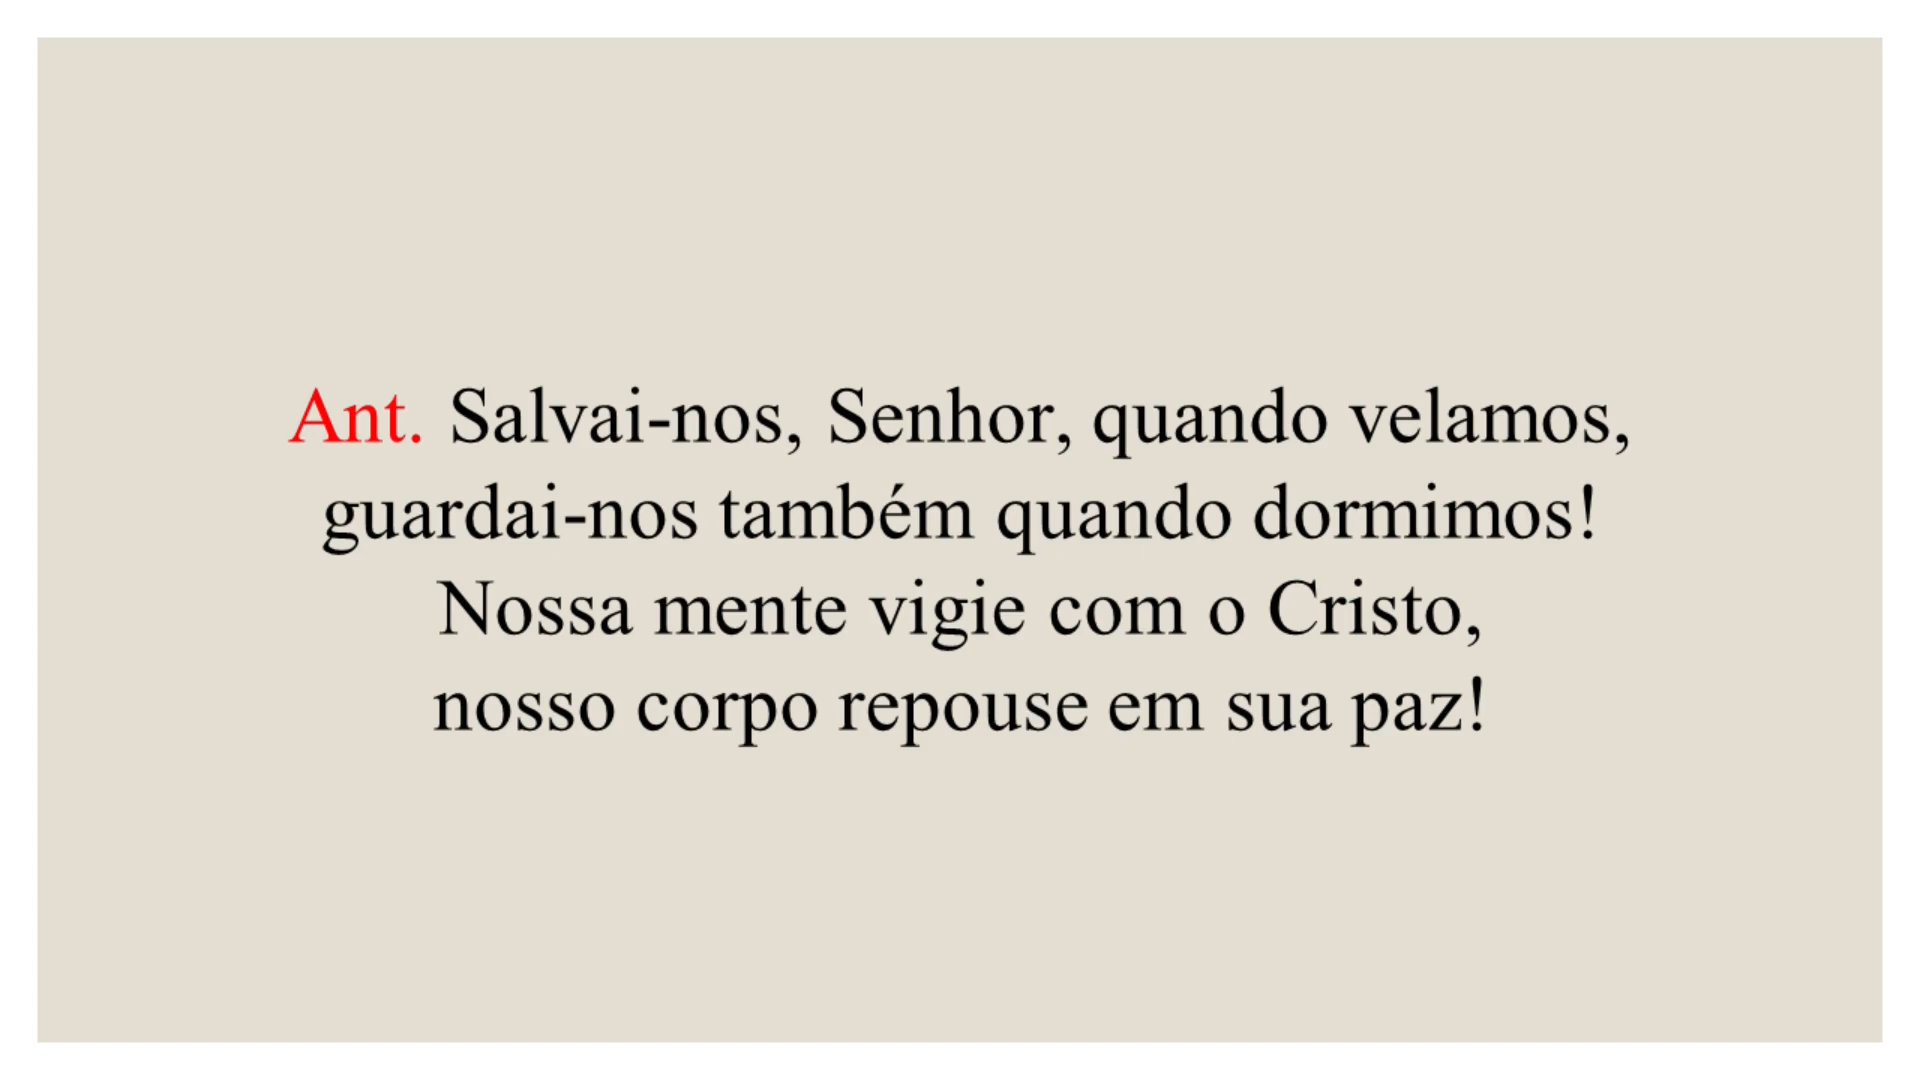 Ant. Salvai-nos, Senhor, quando velamos,
guardai-nos também quando dormimos!
Nossa mente vigie com o Cristo,
nosso corpo repouse em sua paz!